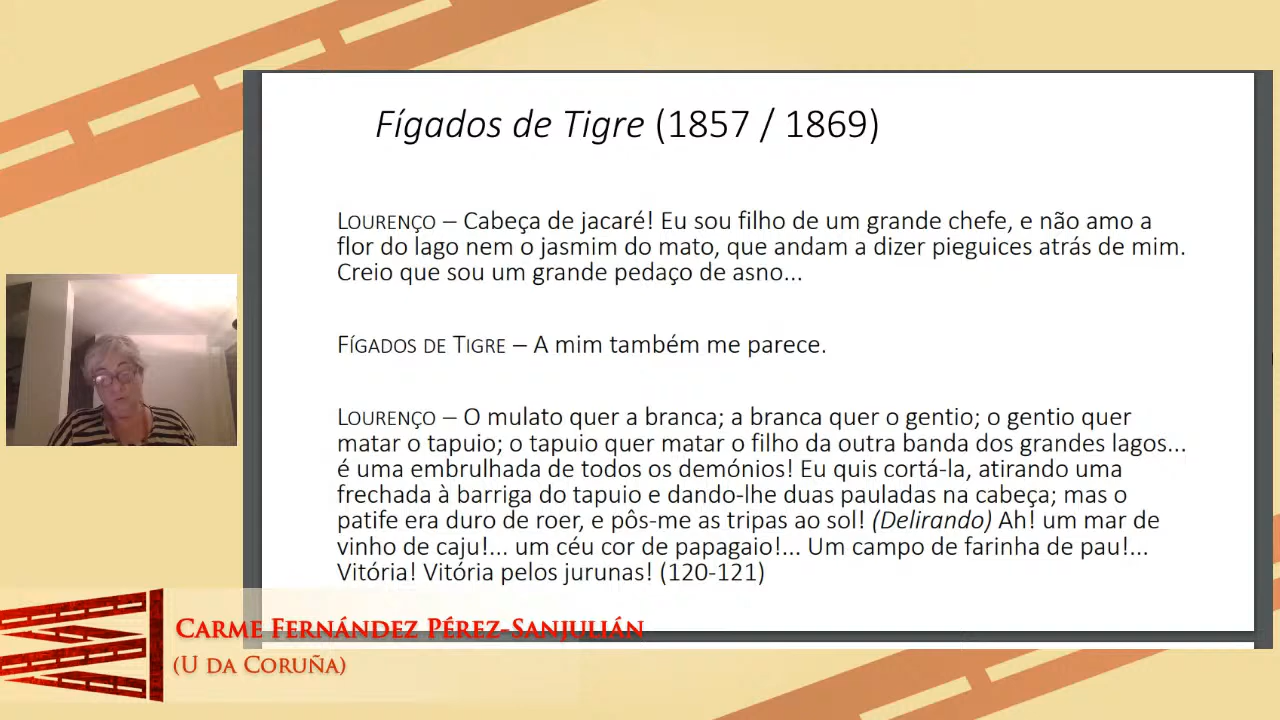 Fígados de Tigre (1857 / 1869)
LOURENÇO – Cabeça de jacaré! Eu sou filho de um grande chefe, e não amo a
flor do lago nem o jasmim do mato, que andam a dizer pieguices atrás de mim.
Creio que sou um grande pedaço de asno...
FÍGADOS DE TIGRE – A mim também me parece.
LOURENÇO – O mulato quer a branca; a branca quer o gentio; o gentio quer
matar o tapuio; o tapuio quer matar o filho da outra banda dos grandes lagos...
é uma embrulhada de todos os demónios! Eu quis cortá-la, atirando uma
frechada à barriga do tapuio e dando-lhe duas pauladas na cabeça; mas o
patife era duro de roer, e pôs-me as tripas ao sol! (Delirando) Ah! um mar de
vinho de caju!... um céu cor de papagaio!... Um campo de farinha de pau!...
Vitória! Vitória pelos jurunas! (120-121)
CARME FERNÁNDEZ PÉREZ-SANJULIÁN
(U DA CORUÑA)